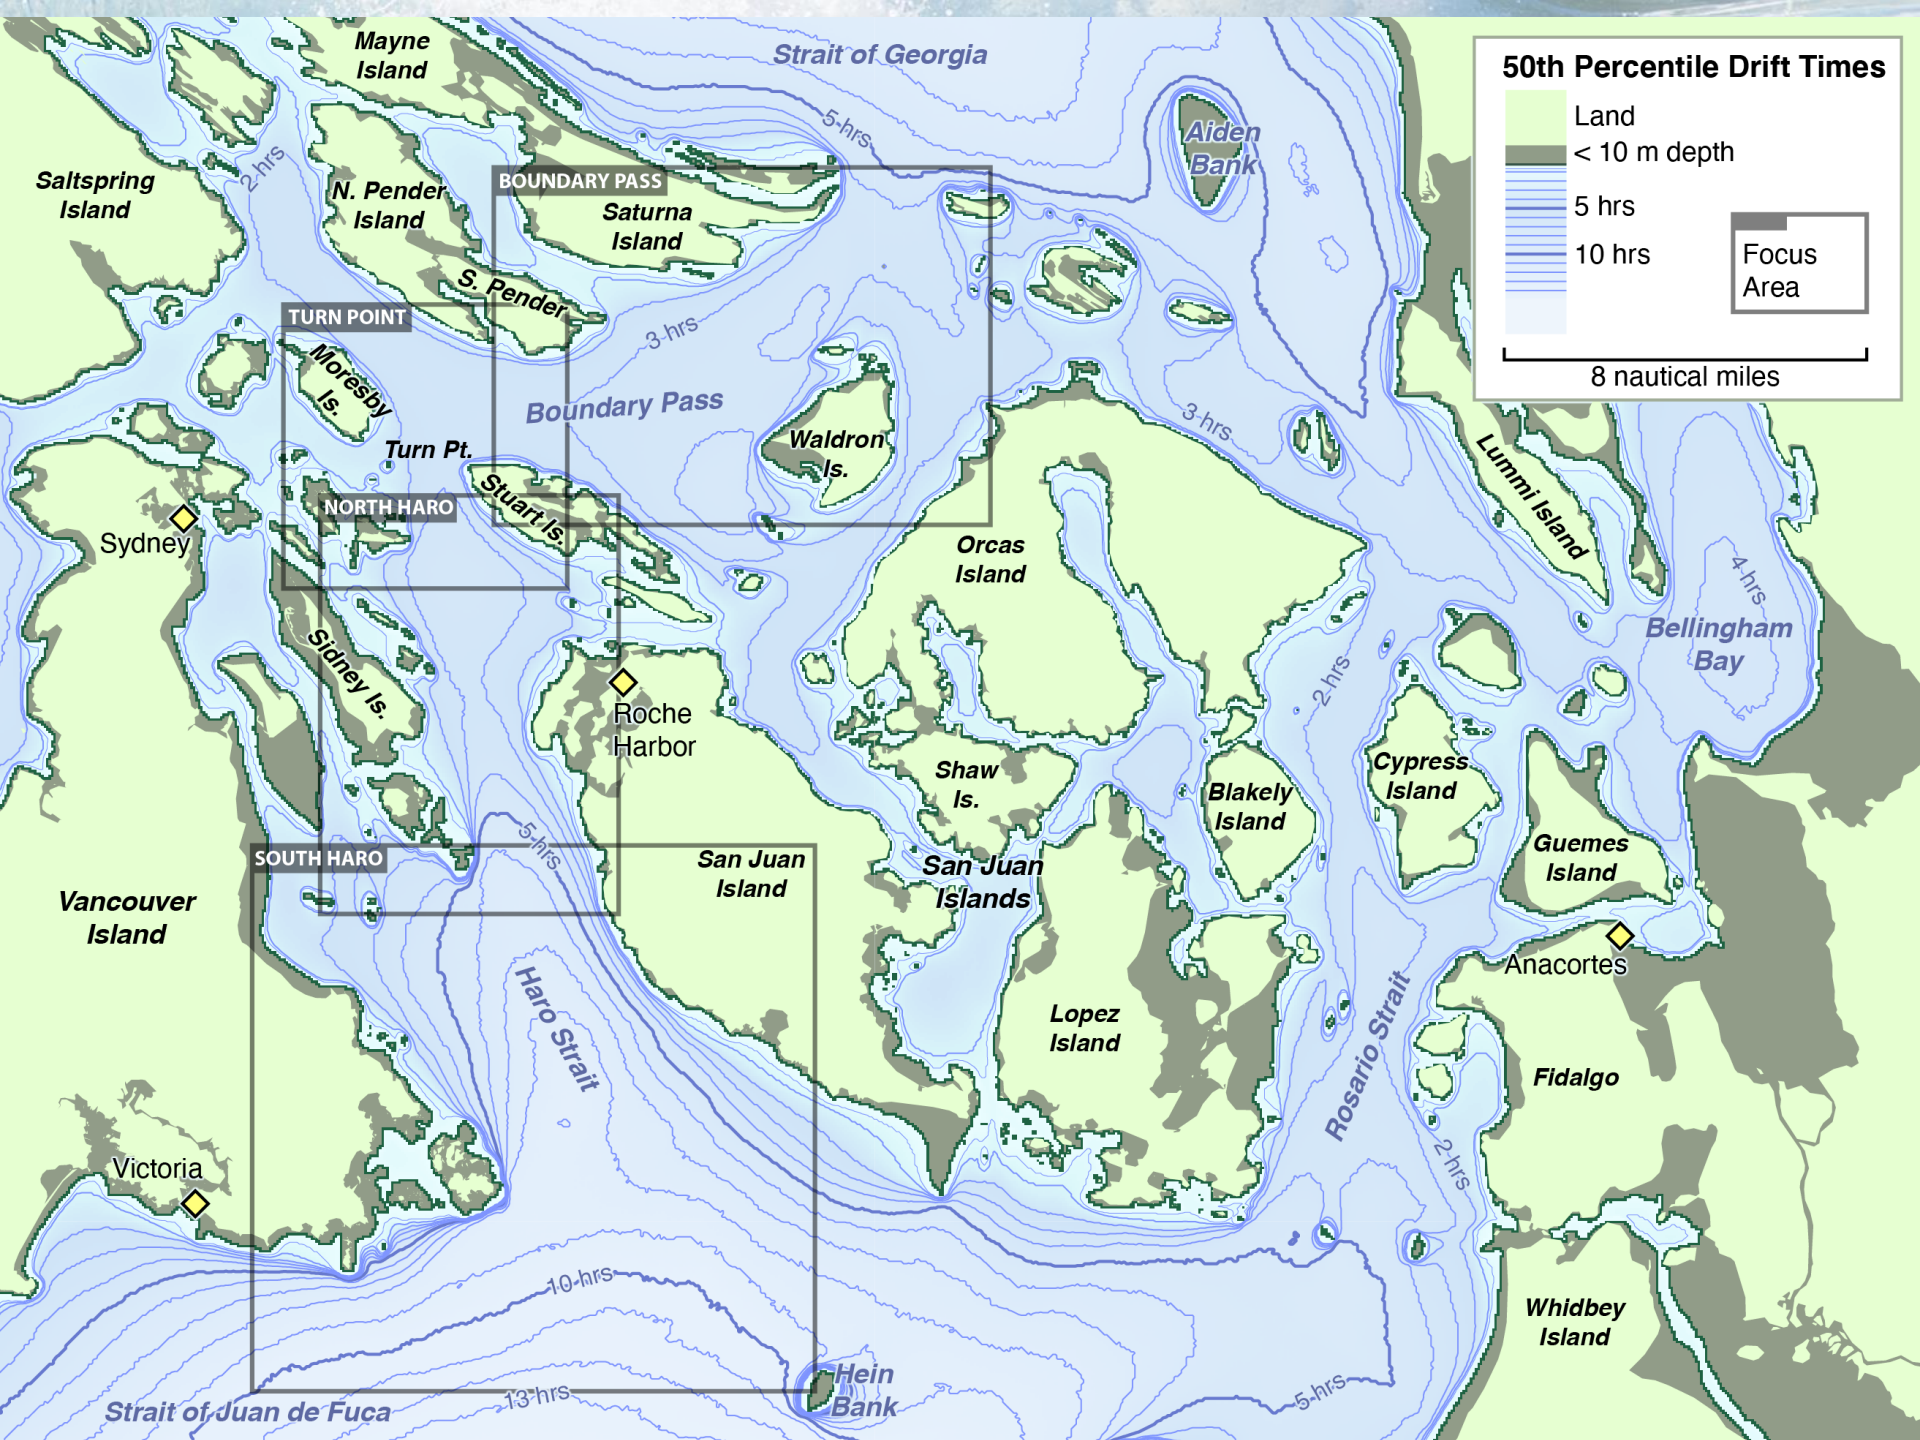 Mayne
Island
Strait of Georgia
50th Percentile Drift Times
Land
< 10 m depth
5 hrs
10 hrs
Focus
Area
8 nautical miles
5-hrs
Aiden
Bank
2-hrs
Saltspring
Island
N. Pender
Island
BOUNDARY PASS
Saturna
Island
S. Pender
TURN POINT
3-hrs
Moresby
Is.
Boundary Pass
Waldron
Is.
3-hrs
Turn Pt.
Stuart Is.
Lummi Island
NORTH HARO
Sydney
Orcas
Island
4-hrs
Bellingham
Bay
Sidney Is.
2-hrs
Roche
Harbor
Shaw
Is.
Blakely
Island
Cypress
Island
5-hrs
SOUTH HARO
San Juan
Island
San Juan
Islands
Guemes
Island
Vancouver
Island
Anacortes
Haro Strait
Lopez
Island
Rosario Strait
Fidalgo
Victoria
2-hrs
10-hrs
Whidbey
Island
Hein
Bank
13-hrs
5-hrs
Strait of Juan de Fuca